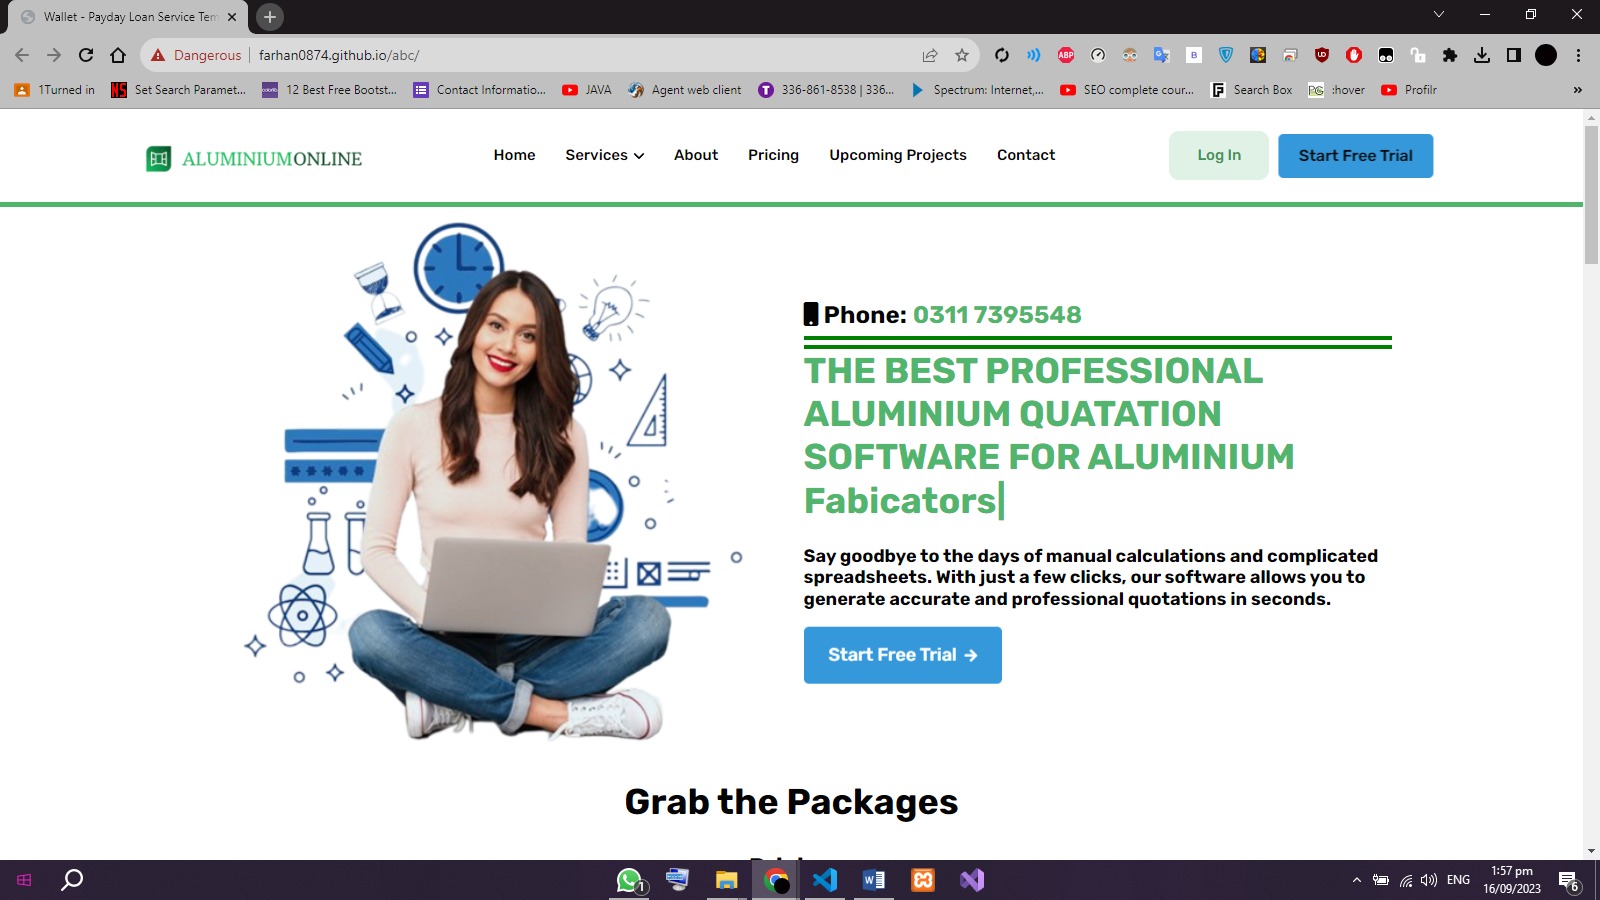 Wallet - Payday Loan Service Tem
Dangerous farhan0874.github.io/abc/
1Turned in Set Search Paramet... 12 Best Free Bootst... Contact Informatio... JAVA Agent web client 336-861-8538 | 336... Spectrum: Internet,... SEO complete cour... Search Box :hover Profilr »
ALUMINIUMONLINE Home Services About Pricing Upcoming Projects Contact Log In Start Free Trial
Phone: 0311 7395548
THE BEST PROFESSIONAL
ALUMINIUM QUATATION
SOFTWARE FOR ALUMINIUM
Fabicators|
Say goodbye to the days of manual calculations and complicated
spreadsheets. With just a few clicks, our software allows you to
generate accurate and professional quotations in seconds.
Start Free Trial →
Grab the Packages
1 ENG 1:57 pm
16/09/2023 6